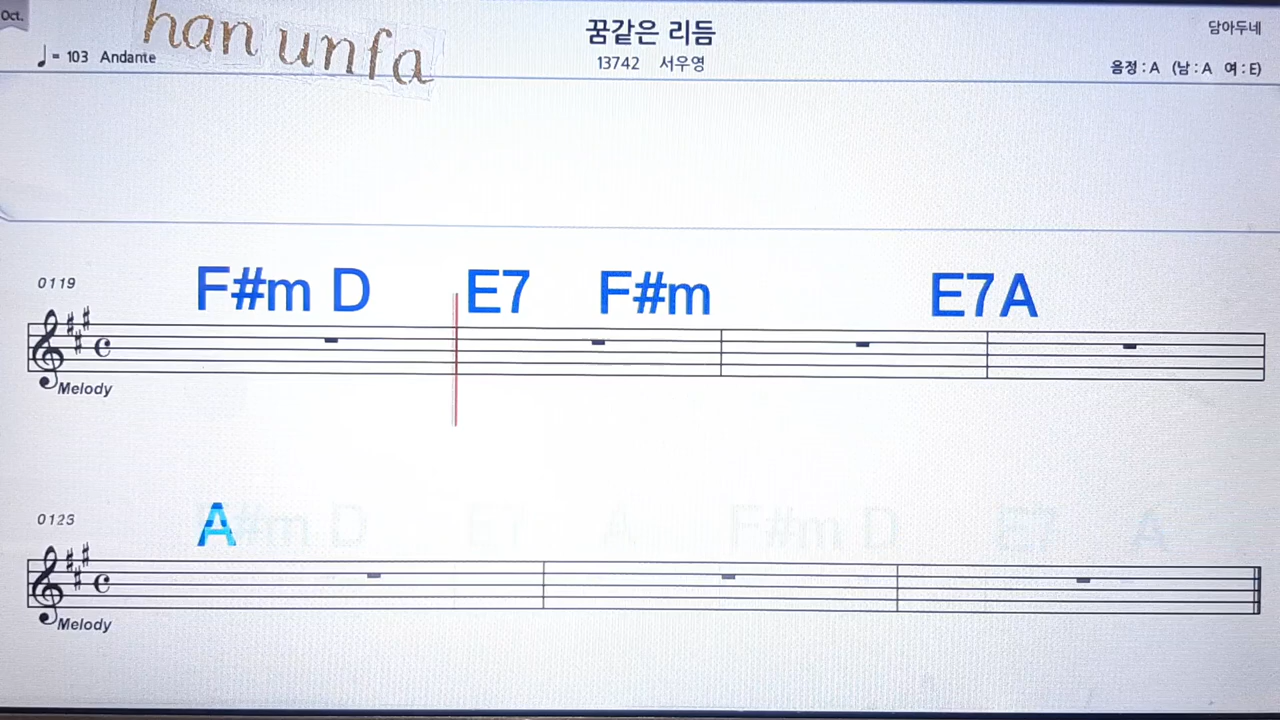 Oct.
han unfa
♩= 103 Andante
꿈같은 리듬
13742 서우영
담아두네
음정 : A (남 : A 여 : E)
0119
F#m D E7 F#m E7 A
Melody
0123
A #m D E7 A F#m D E7 A
Melody